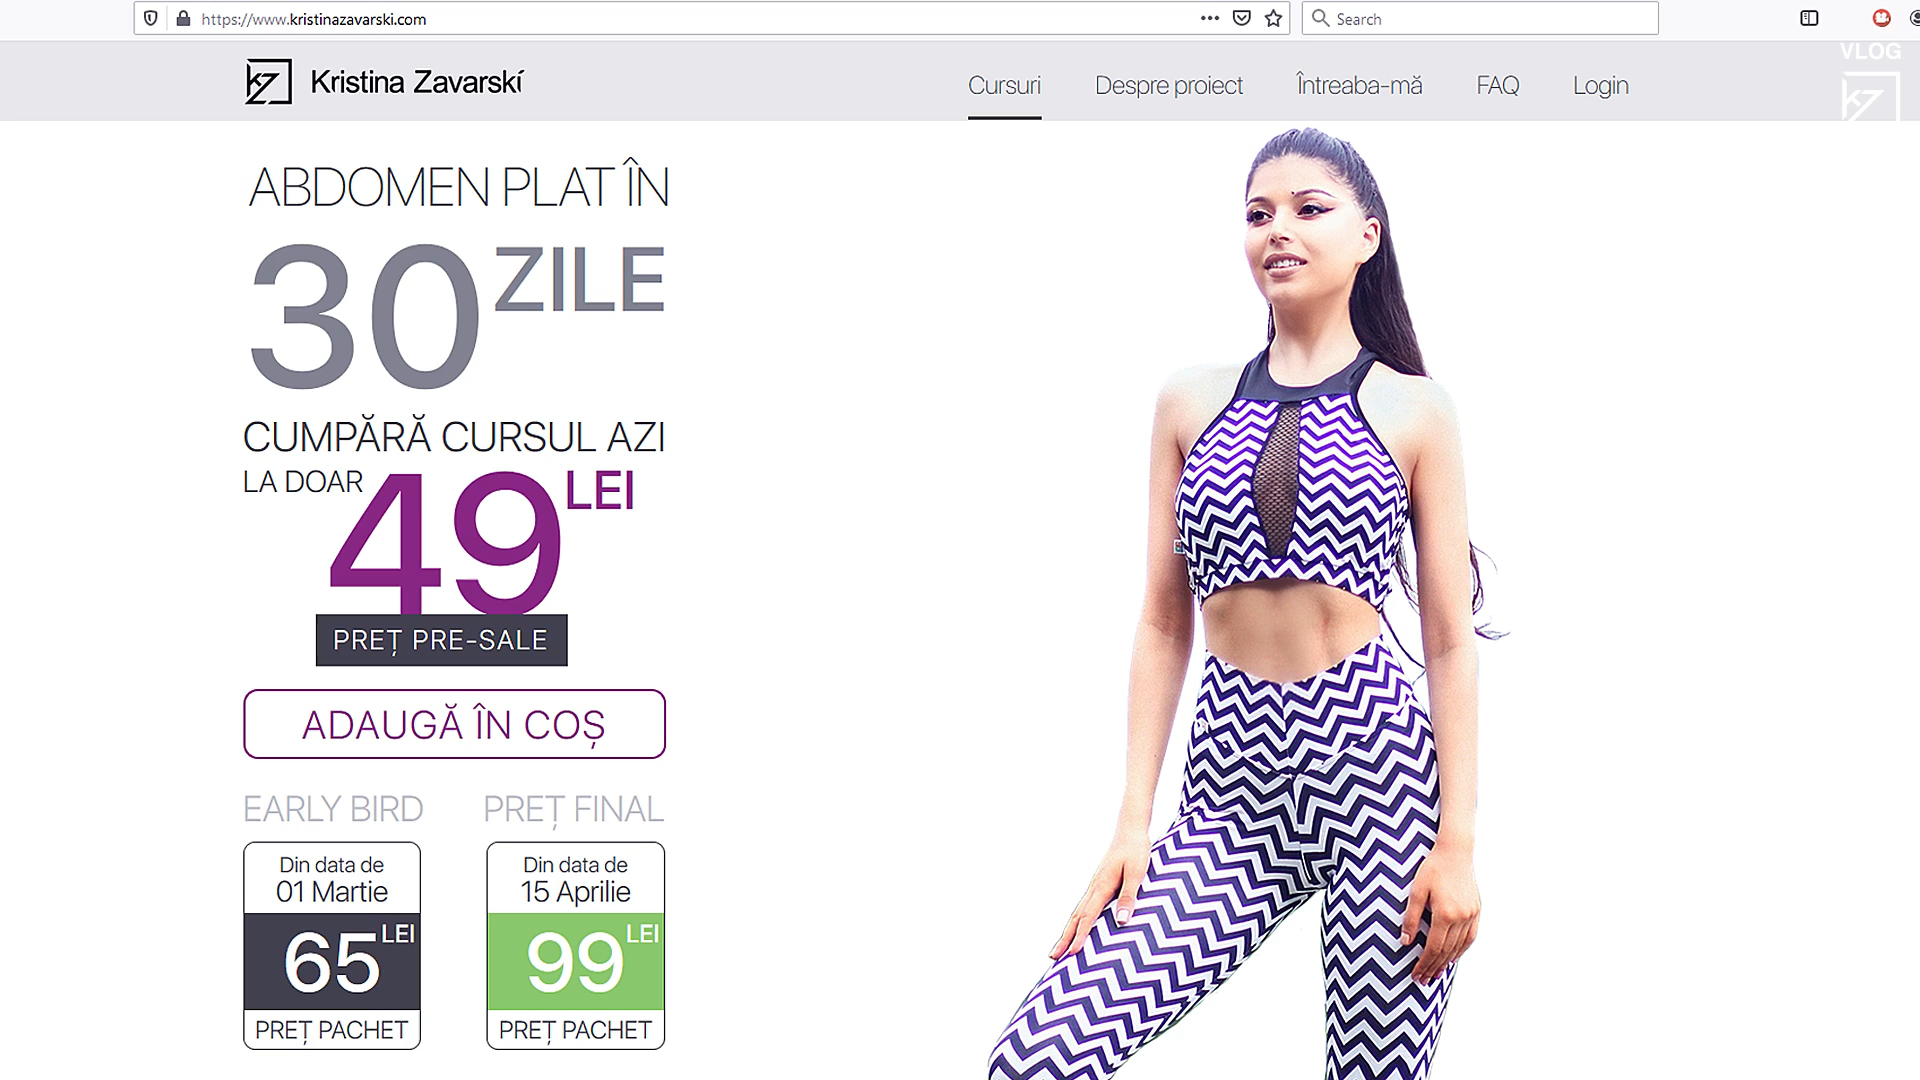 https://www.kristinazavarski.com
Search
VLOG
KZ
Kristina Zavarskí
Cursuri
Despre proiect
Întreaba-mă
FAQ
Login
KZ
ABDOMEN PLAT ÎN
30 ZILE
CUMPĂRĂ CURSUL AZI
LA DOAR 49 LEI
PREȚ PRE-SALE
ADAUGĂ ÎN COȘ
EARLY BIRD
Din data de
01 Martie
65 LEI
PREȚ PACHET
PREȚ FINAL
Din data de
15 Aprilie
99 LEI
PREȚ PACHET